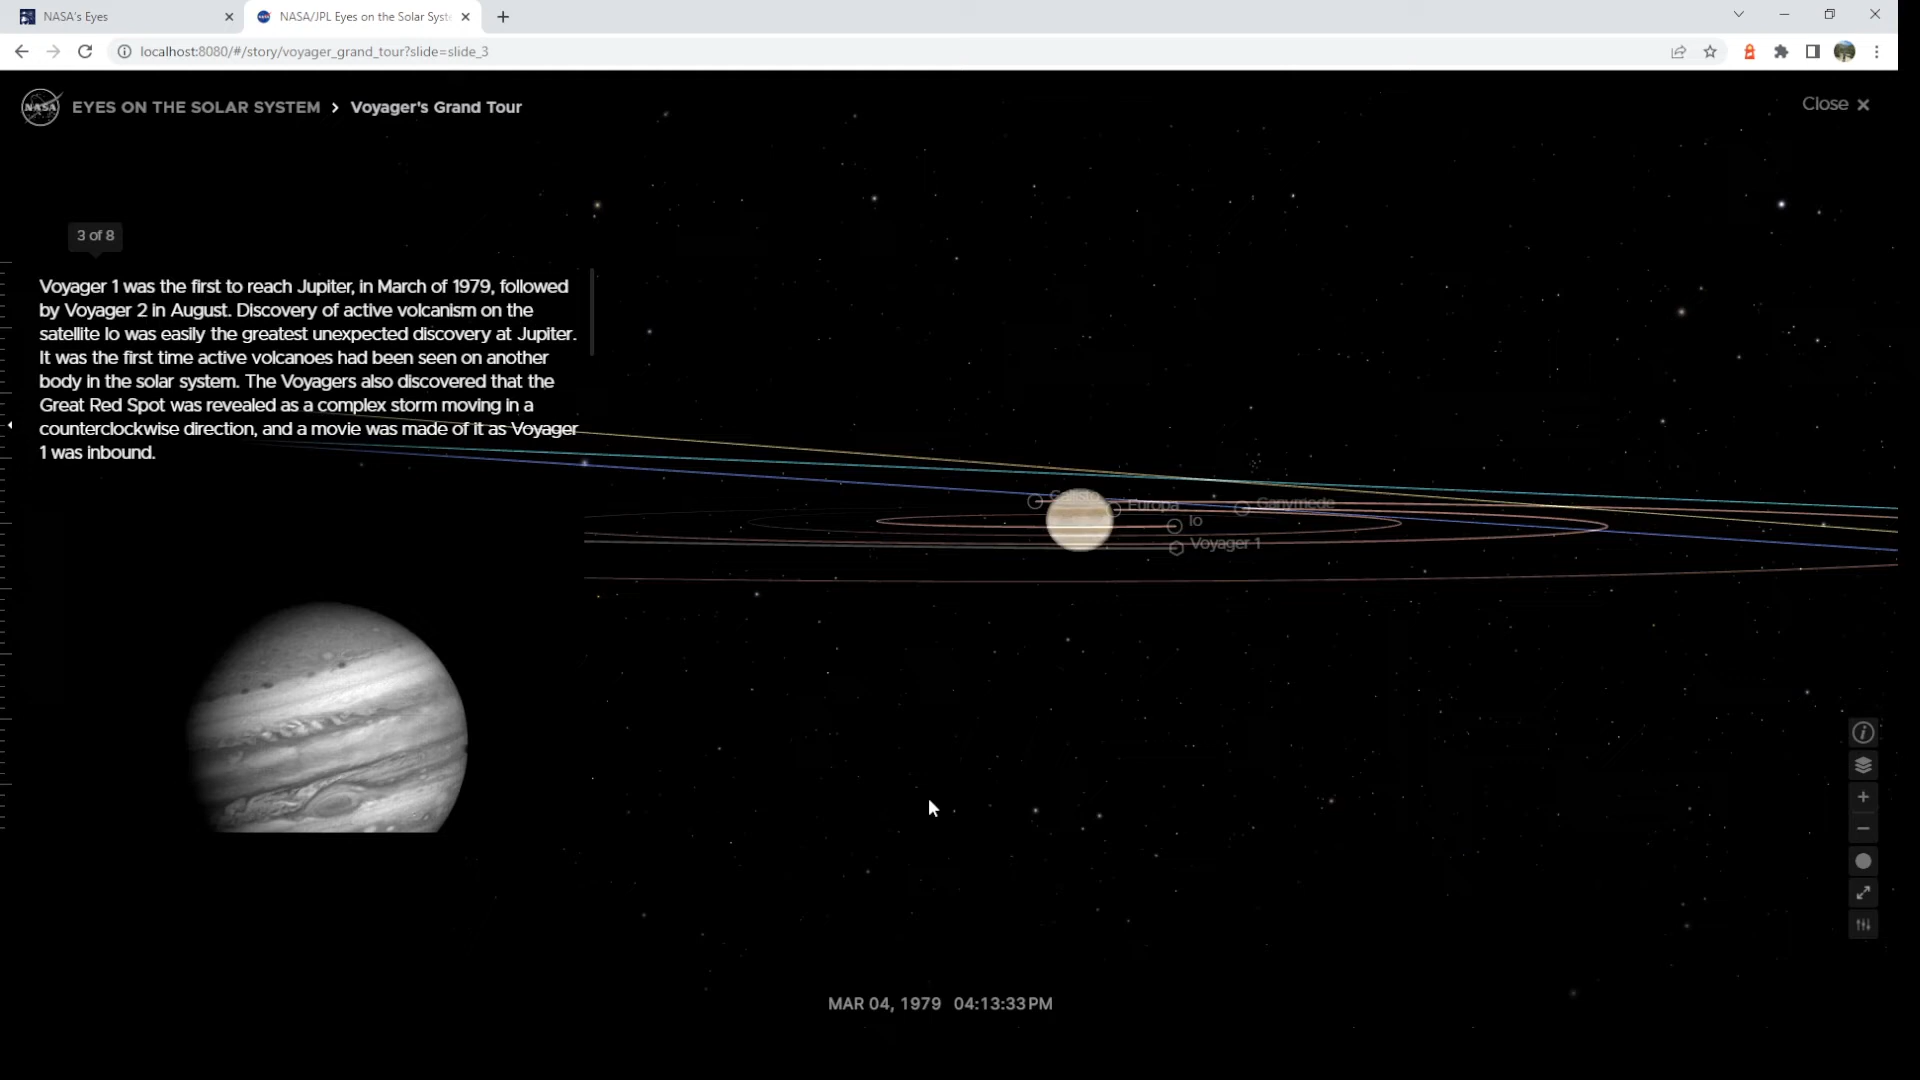 NASA's Eyes
NASA/JPL Eyes on the Solar Syst
localhost:8080/#/story/voyager_grand_tour?slide=slide_3
NASA
EYES ON THE SOLAR SYSTEM > Voyager's Grand Tour
Close ×
3 of 8
Voyager 1 was the first to reach Jupiter, in March of 1979, followed
by Voyager 2 in August. Discovery of active volcanism on the
satellite Io was easily the greatest unexpected discovery at Jupiter.
It was the first time active volcanoes had been seen on another
body in the solar system. The Voyagers also discovered that the
Great Red Spot was revealed as a complex storm moving in a
counterclockwise direction, and a movie was made of it as Voyager
1 was inbound.
Callisto
Europa
Ganymede
Io
Voyager 1
MAR 04, 1979 04:13:33 PM